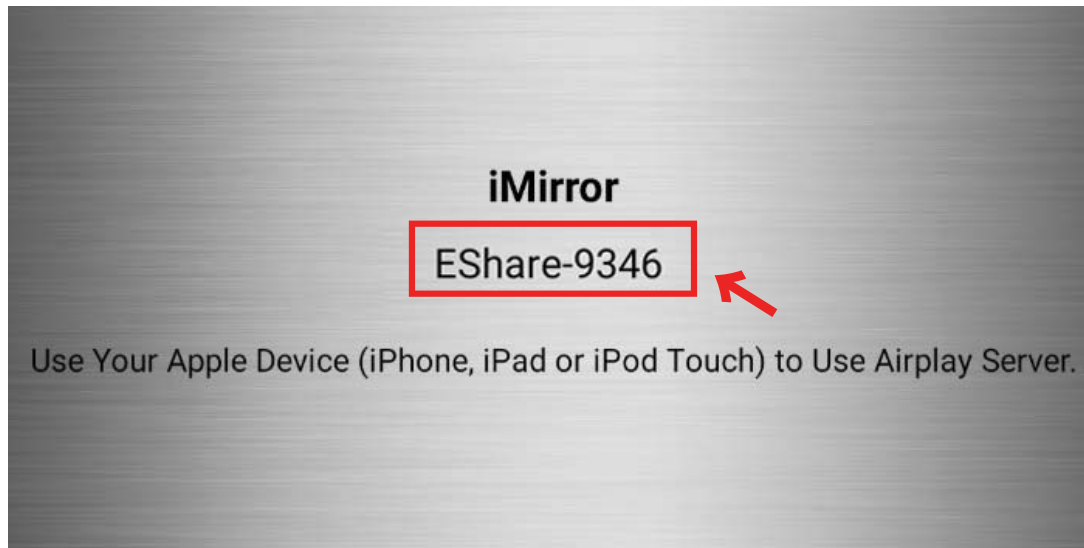 iMirror
EShare-9346
Use Your Apple Device (iPhone, iPad or iPod Touch) to Use Airplay Server.